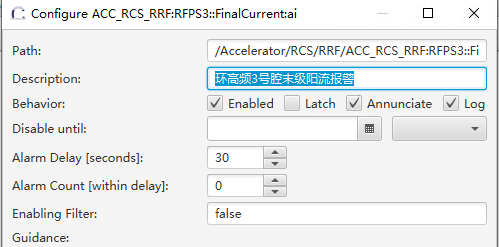 Configure ACC_RCS_RRF:RFPS3::FinalCurrent:ai
Path: /Accelerator/RCS/RRF/ACC_RCS_RRF:RFPS3::Fi
Description: 环高频3号腔末级阳流报警
Behavior: Enabled Latch Annunciate Log
Disable until:
Alarm Delay [seconds]: 30
Alarm Count [within delay]: 0
Enabling Filter: false
Guidance: